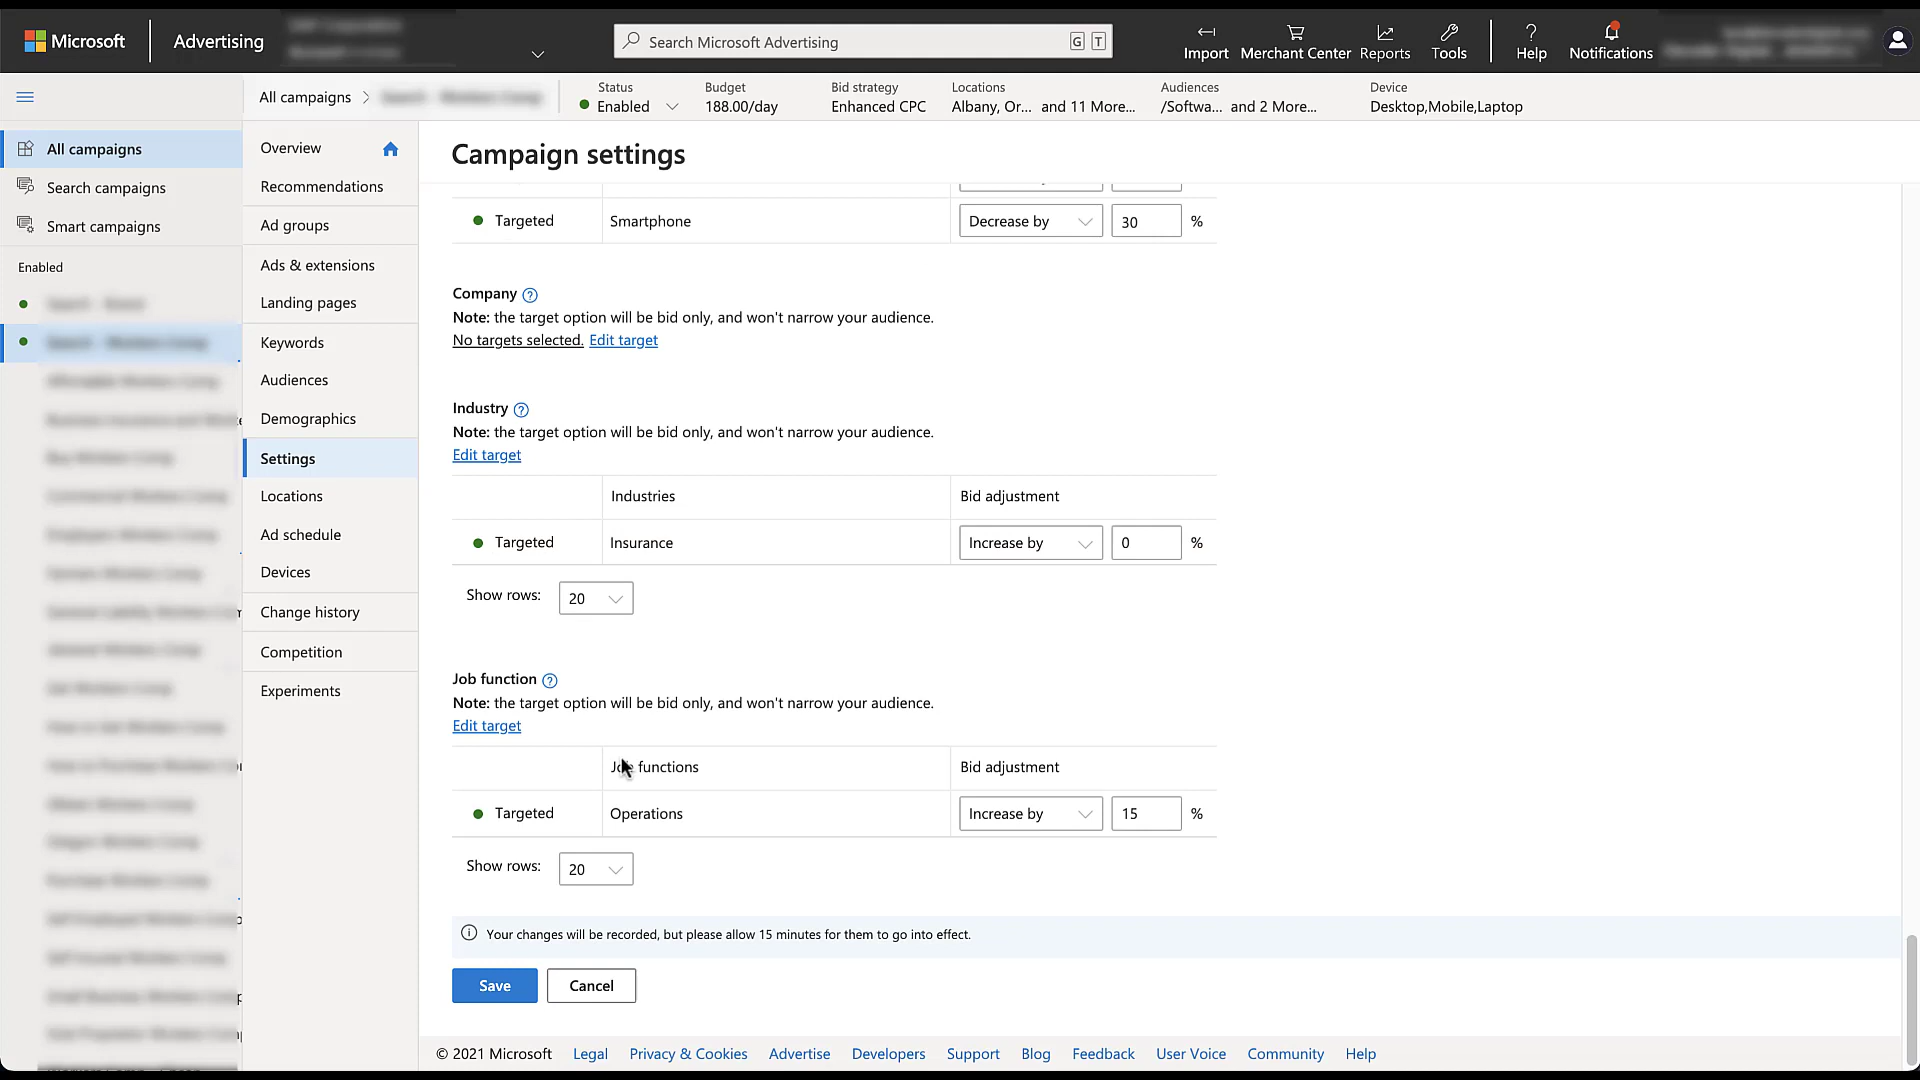 Microsoft
Advertising
Search Microsoft Advertising
G T
Import
Merchant Center
Reports
Tools
?
Help
Notifications
All campaigns
Status
Enabled
Budget
188.00/day
Bid strategy
Enhanced CPC
Locations
Albany, Or... and 11 More...
Audiences
/Softwa... and 2 More...
Device
Desktop,Mobile,Laptop
All campaigns
Search campaigns
Smart campaigns
Enabled
Overview
Recommendations
Ad groups
Ads & extensions
Landing pages
Keywords
Audiences
Demographics
Settings
Locations
Ad schedule
Devices
Change history
Competition
Experiments
Campaign settings
Targeted Smartphone Decrease by 30 %
Company ?
Note: the target option will be bid only, and won't narrow your audience.
No targets selected. Edit target
Industry ?
Note: the target option will be bid only, and won't narrow your audience.
Edit target
Industries Bid adjustment
Targeted Insurance Increase by 0 %
Show rows: 20
Job function ?
Note: the target option will be bid only, and won't narrow your audience.
Edit target
Job functions Bid adjustment
Targeted Operations Increase by 15 %
Show rows: 20
Your changes will be recorded, but please allow 15 minutes for them to go into effect.
Save Cancel
© 2021 Microsoft Legal Privacy & Cookies Advertise Developers Support Blog Feedback User Voice Community Help